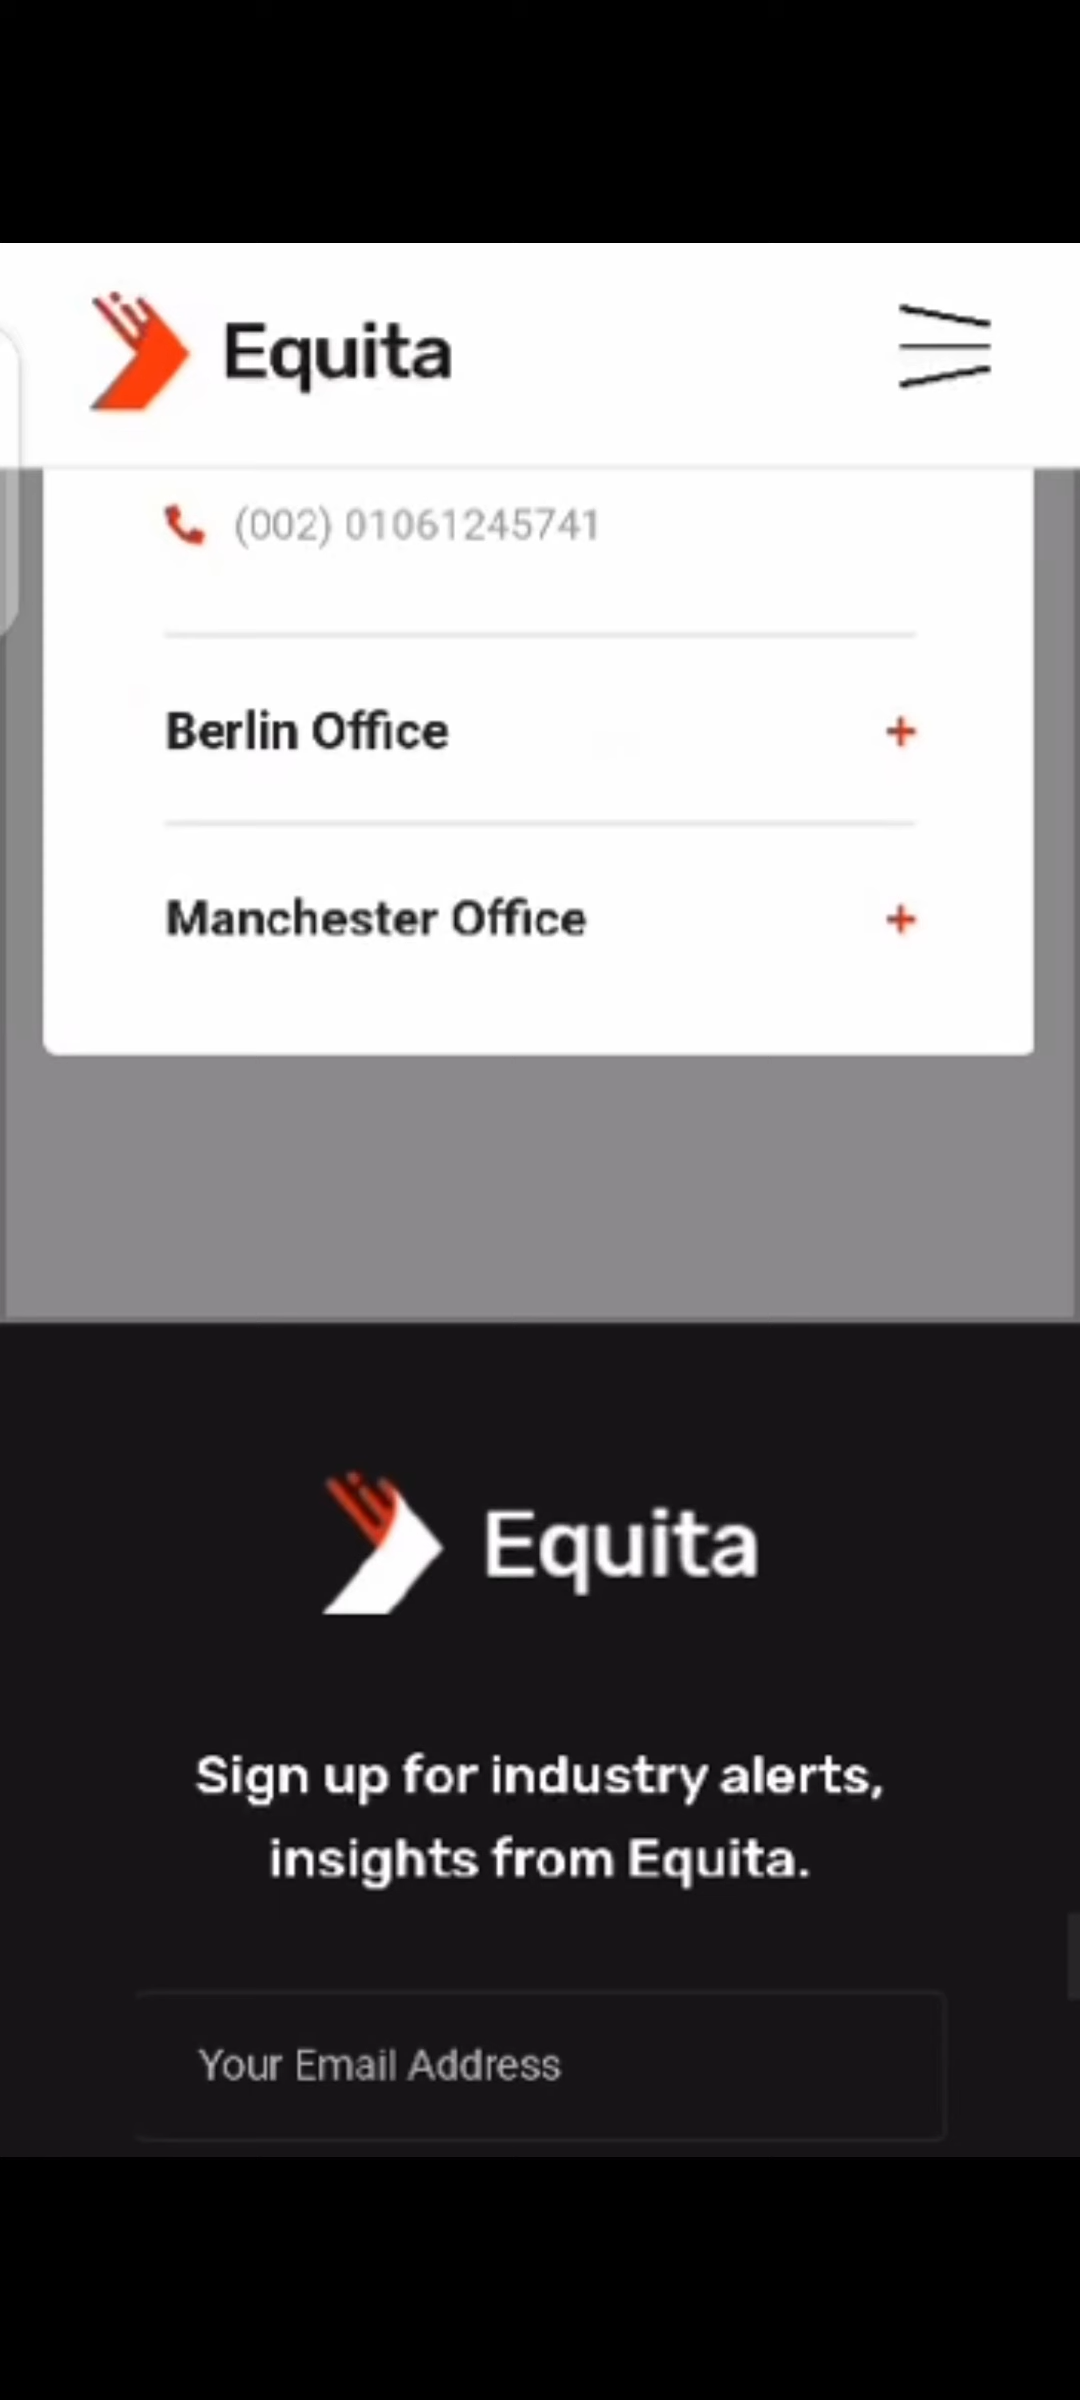 Equita
(002) 01061245741
Berlin Office
Manchester Office
Equita
Sign up for industry alerts,
insights from Equita.
Your Email Address